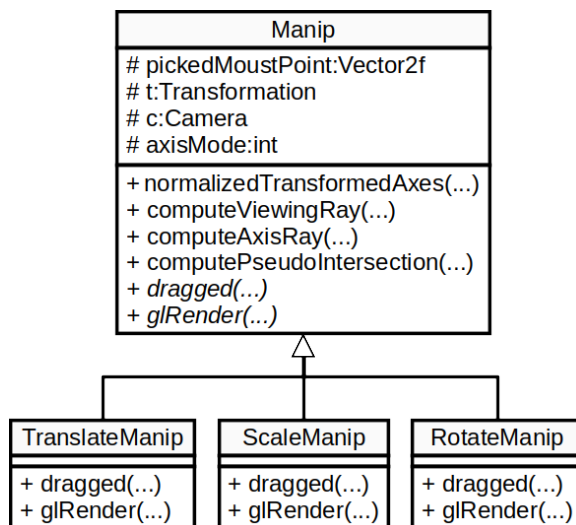 Manip
# pickedMoustPoint:Vector2f
# t:Transformation
# c:Camera
# axisMode:int
+ normalizedTransformedAxes(...)
+ computeViewingRay(...)
+ computeAxisRay(...)
+ computePseudoIntersection(...)
+ dragged(...)
+ glRender(...)
TranslateManip
+ dragged(...)
+ glRender(...)
ScaleManip
+ dragged(...)
+ glRender(...)
RotateManip
+ dragged(...)
+ glRender(...)